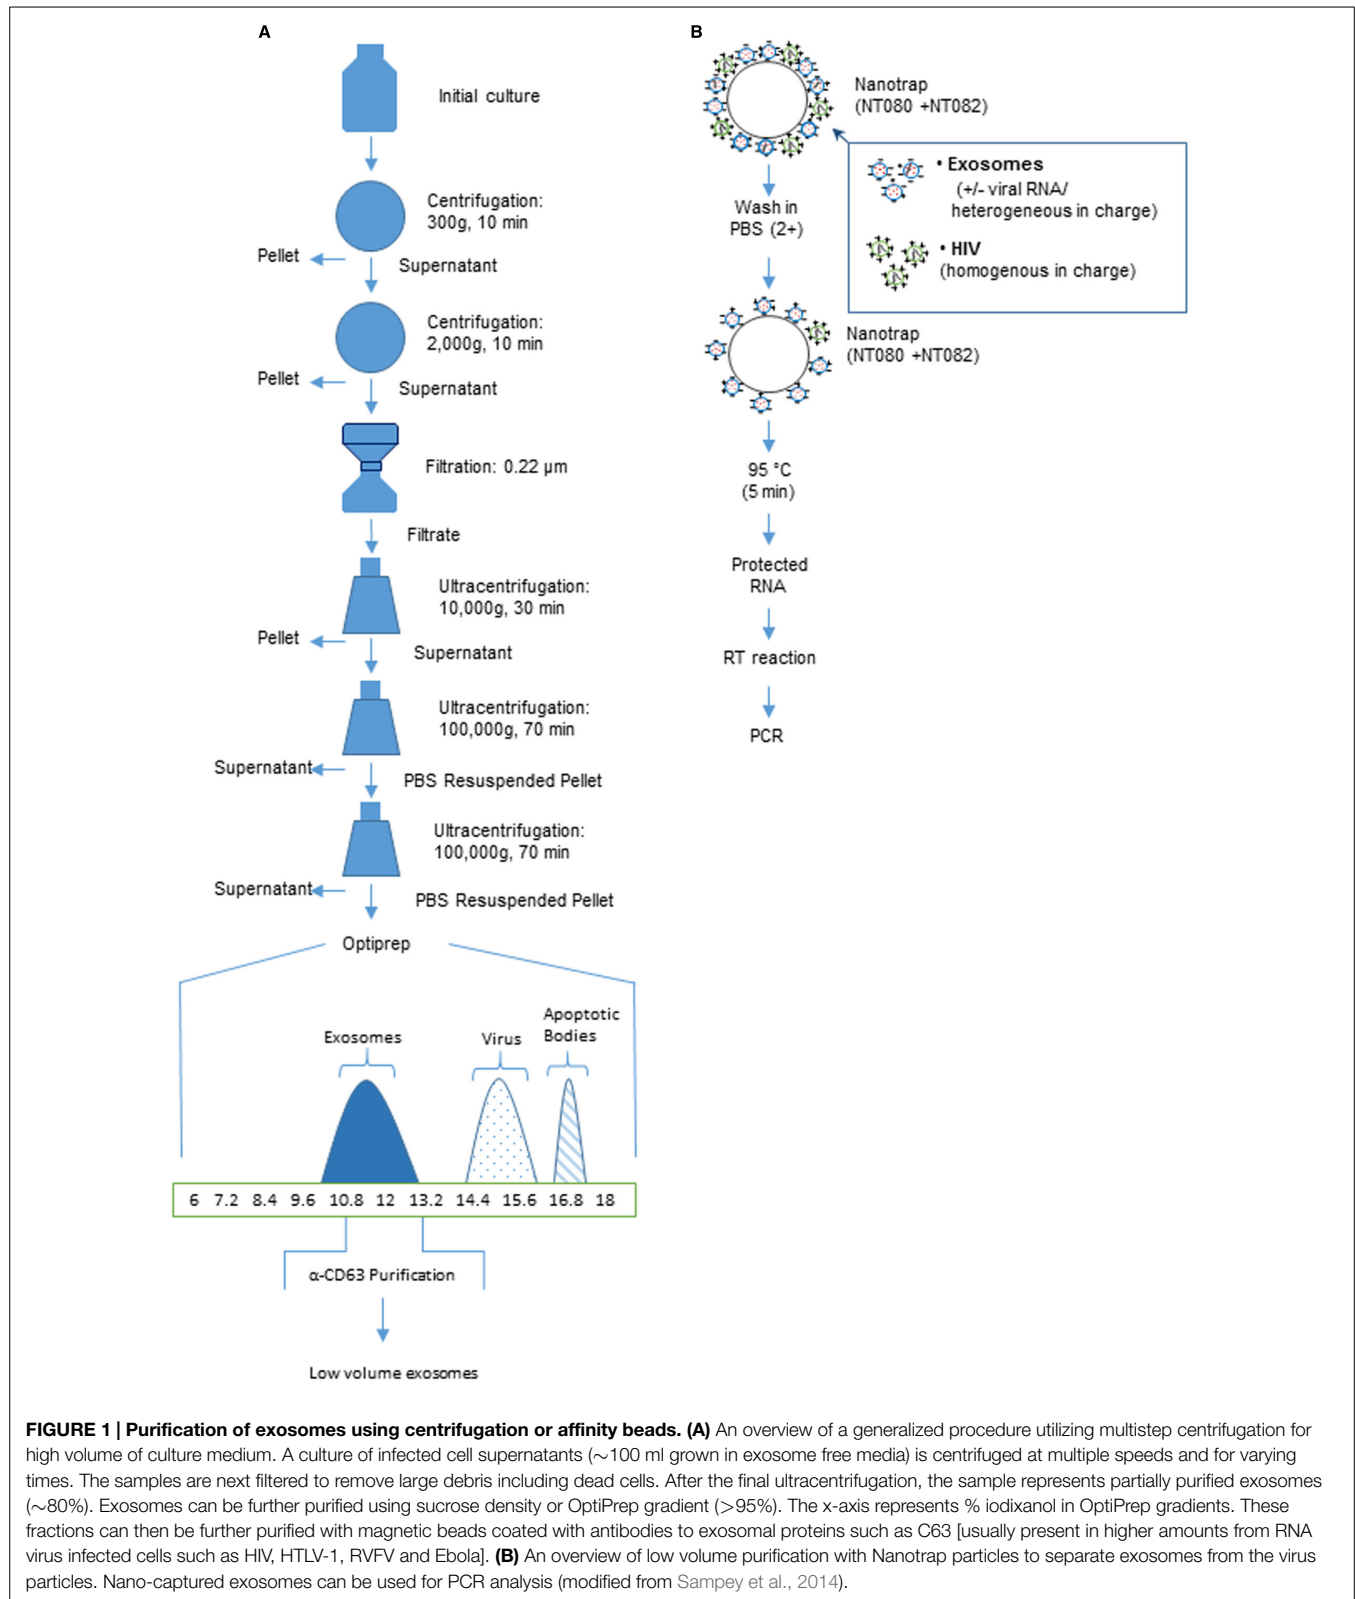 A
Initial culture
Centrifugation:
300g, 10 min
Pellet
Supernatant
Centrifugation:
2,000g, 10 min
Pellet
Supernatant
Filtration: 0.22 µm
Filtrate
Ultracentrifugation:
10,000g, 30 min
Pellet
Supernatant
Ultracentrifugation:
100,000g, 70 min
Supernatant
PBS Resuspended Pellet
Ultracentrifugation:
100,000g, 70 min
Supernatant
PBS Resuspended Pellet
Optiprep
Exosomes
Virus
Apoptotic
Bodies
6 7.2 8.4 9.6 10.8 12 13.2 14.4 15.6 16.8 18
α-CD63 Purification
Low volume exosomes
B
Nanotrap
(NT080 +NT082)
• Exosomes
(+/- viral RNA/
heterogeneous in charge)
• HIV
(homogenous in charge)
Wash in
PBS (2+)
Nanotrap
(NT080 +NT082)
95 °C
(5 min)
Protected
RNA
RT reaction
PCR
FIGURE 1 | Purification of exosomes using centrifugation or affinity beads. (A) An overview of a generalized procedure utilizing multistep centrifugation for
high volume of culture medium. A culture of infected cell supernatants (∼100 ml grown in exosome free media) is centrifuged at multiple speeds and for varying
times. The samples are next filtered to remove large debris including dead cells. After the final ultracentrifugation, the sample represents partially purified exosomes
(∼80%). Exosomes can be further purified using sucrose density or OptiPrep gradient (>95%). The x-axis represents % iodixanol in OptiPrep gradients. These
fractions can then be further purified with magnetic beads coated with antibodies to exosomal proteins such as C63 [usually present in higher amounts from RNA
virus infected cells such as HIV, HTLV-1, RVFV and Ebola]. (B) An overview of low volume purification with Nanotrap particles to separate exosomes from the virus
particles. Nano-captured exosomes can be used for PCR analysis (modified from Sampey et al., 2014).